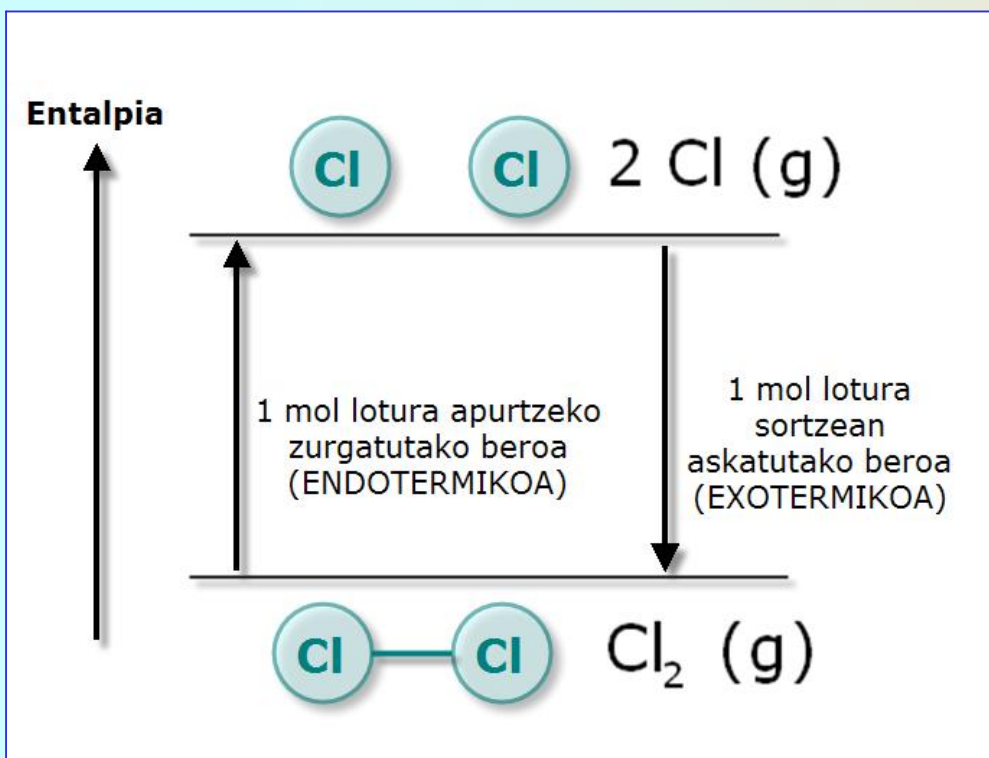 Entalpia
Cl Cl 2 Cl (g)
1 mol lotura apurtzeko
zurgatutako beroa
(ENDOTERMIKOA)
1 mol lotura
sortzean
askatutako beroa
(EXOTERMIKOA)
Cl Cl Cl₂ (g)